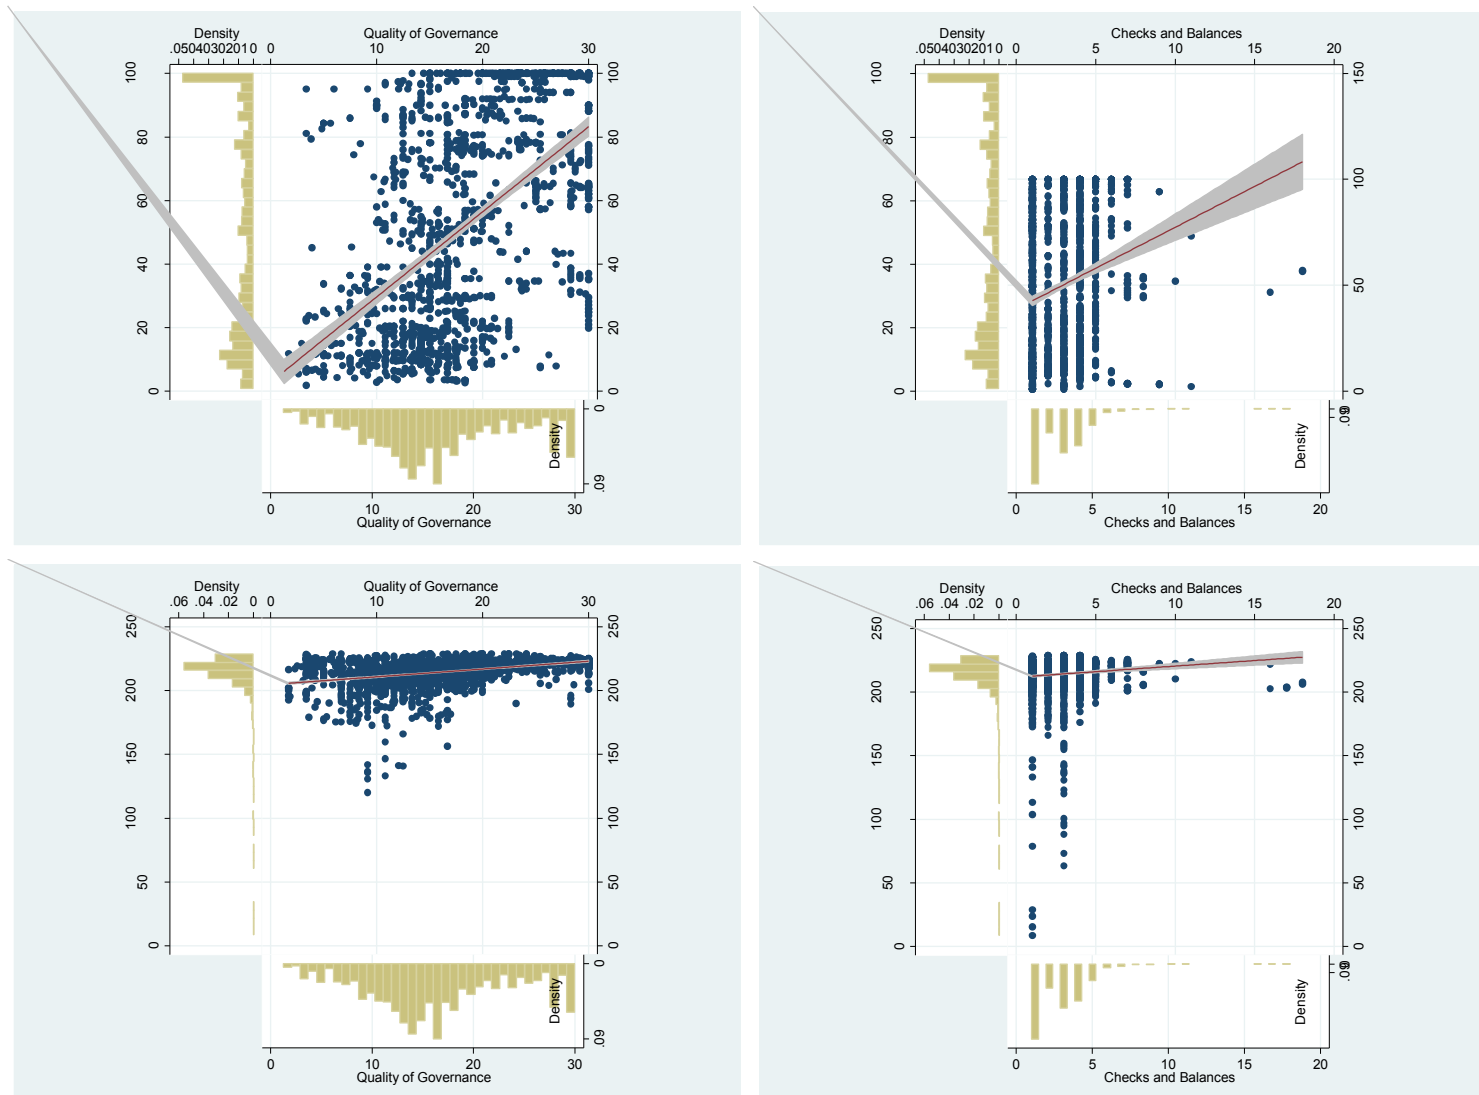 Density Quality of Governance
.05040302010 0 10 20 30
100 80 60 40 20 0
100 80 60 40 20 0
Density
0 .09
0 10 20 30
Quality of Governance
Density Checks and Balances
.05040302010 0 5 10 15 20
100 80 60 40 20 0
150 100 50 0
Density
0 .09
0 5 10 15 20
Checks and Balances
Density Quality of Governance
.06 .04 .02 0 0 10 20 30
250 200 150 100 50 0
250 200 150 100 50 0
Density
0 .09
0 10 20 30
Quality of Governance
Density Checks and Balances
.06 .04 .02 0 0 5 10 15 20
250 200 150 100 50 0
250 200 150 100 50 0
Density
0 .09
0 5 10 15 20
Checks and Balances